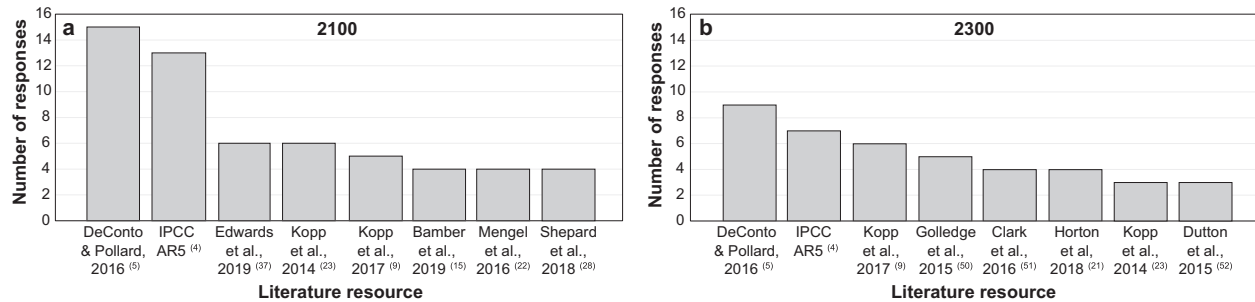 a
2100
Number of responses
16
14
12
10
8
6
4
2
0
DeConto
& Pollard,
2016 (5)
IPCC
AR5 (4)
Edwards
et al.,
2019 (37)
Kopp
et al.,
2014 (23)
Kopp
et al.,
2017 (9)
Bamber
et al.,
2019 (15)
Mengel
et al.,
2016 (22)
Shepard
et al.,
2018 (28)
Literature resource
b
2300
Number of responses
16
14
12
10
8
6
4
2
0
DeConto
& Pollard,
2016 (5)
IPCC
AR5 (4)
Kopp
et al.,
2017 (9)
Golledge
et al.,
2015 (50)
Clark
et al.,
2016 (51)
Horton
et al,
2018 (21)
Kopp
et al.,
2014 (23)
Dutton
et al.,
2015 (52)
Literature resource